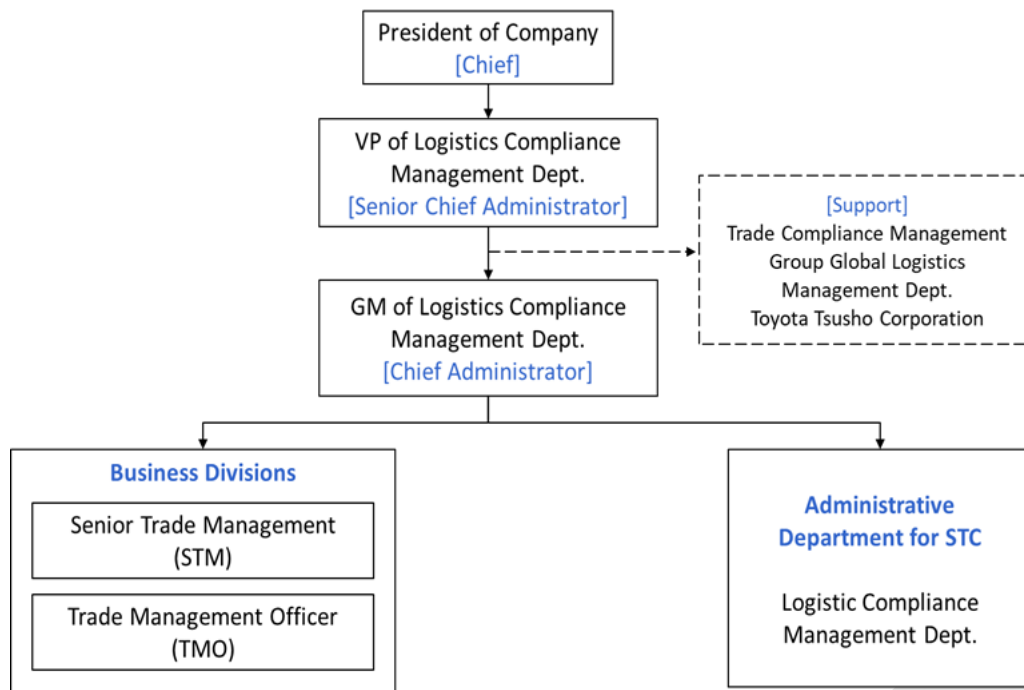 President of Company
[Chief]
VP of Logistics Compliance
Management Dept.
[Senior Chief Administrator]
[Support]
Trade Compliance Management
Group Global Logistics
Management Dept.
Toyota Tsusho Corporation
GM of Logistics Compliance
Management Dept.
[Chief Administrator]
Business Divisions
Senior Trade Management
(STM)
Trade Management Officer
(TMO)
Administrative
Department for STC
Logistic Compliance
Management Dept.